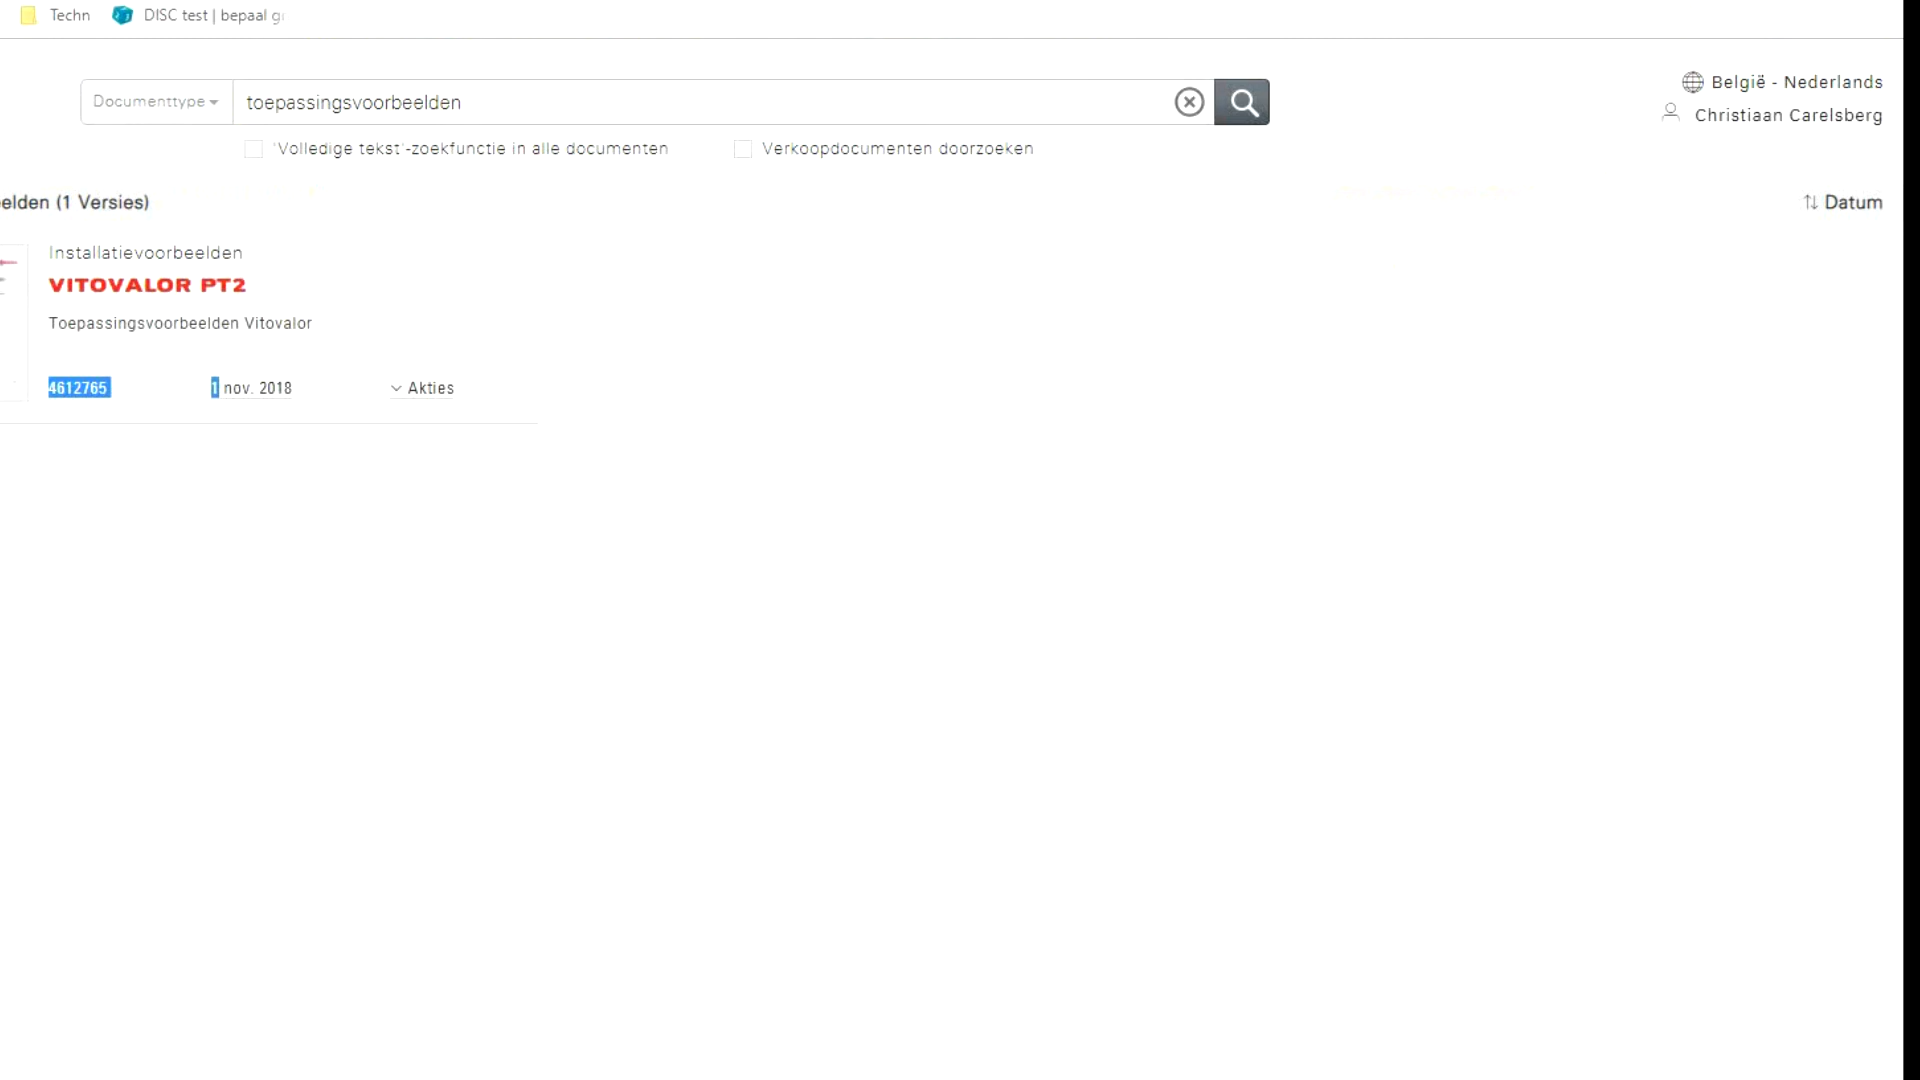 Techn
DISC test | bepaal
België - Nederlands
Documenttype
toepassingsvoorbeelden
Christiaan Carelsberg
'Volledige tekst'-zoekfunctie in alle documenten
Verkoopdocumenten doorzoeken
elden (1 Versies)
Datum
Installatievoorbeelden
VITOVALOR PT2
Toepassingsvoorbeelden Vitovalor
4612765
1 nov. 2018
Akties